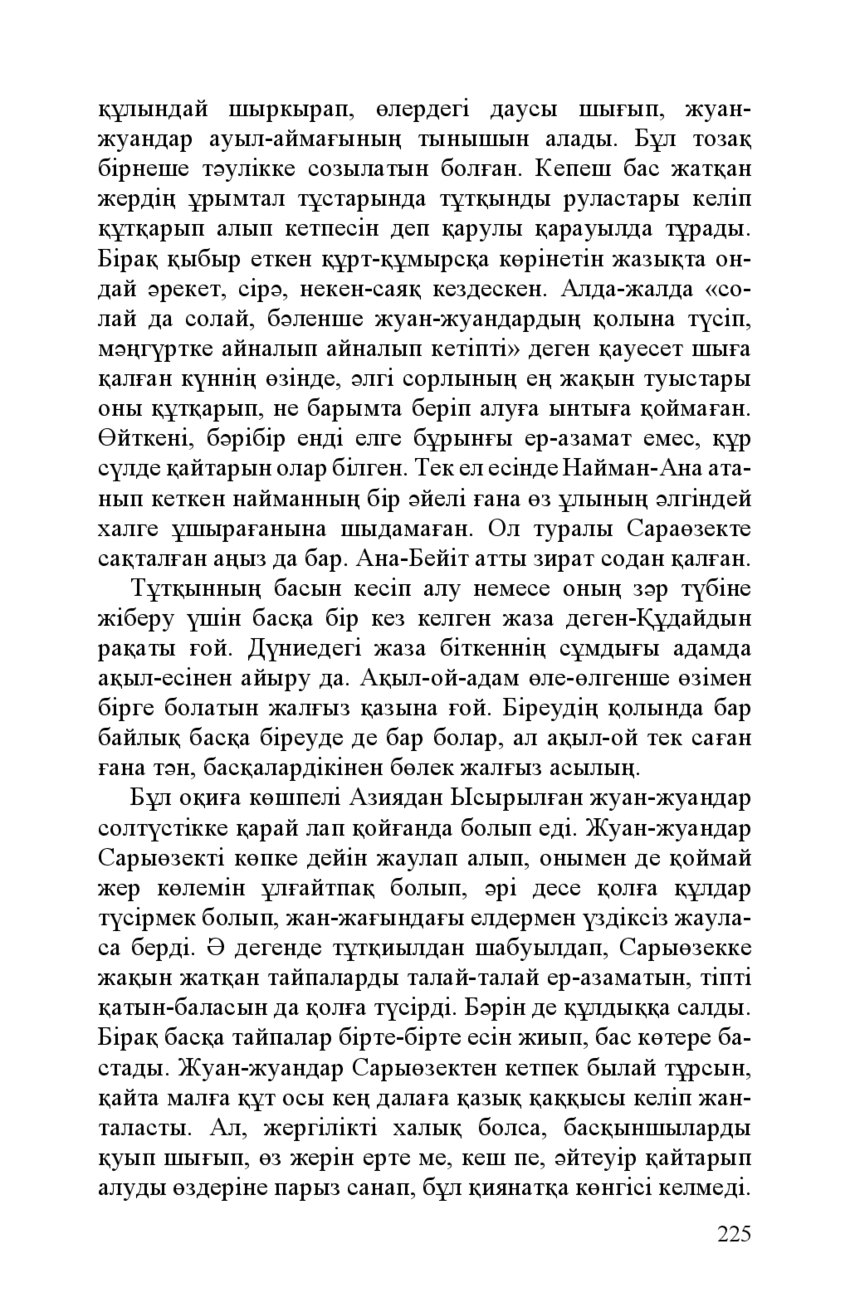 құлындай шыркырап, өлердегі даусы шығып, жуан-
жуандар ауыл-аймағының тынышын алады. Бұл тозақ
бірнеше тәулікке созылатын болған. Кепеш бас жатқан
жердің ұрымтал тұстарында тұтқынды руластары келіп
құтқарып алып кетпесін деп қарулы қарауылда тұрады.
Бірақ қыбыр еткен құрт-құмырсқа көрінетін жазықта он-
дай әрекет, сірә, некен-саяқ кездескен. Алда-жалда «со-
лай да солай, бәленше жуан-жуандардың қолына түсіп,
мәңгүртке айналып айналып кетіпті» деген қауесет шыға
қалған күннің өзінде, әлгі сорлының ең жақын туыстары
оны құтқарып, не барымта беріп алуға ынтыға қоймаған.
Өйткені, бәрібір енді елге бұрынғы ер-азамат емес, құр
сүлде қайтарын олар білген. Тек ел есінде Найман-Ана ата-
нып кеткен найманның бір әйелі ғана өз ұлының әлгіндей
халге ұшырағанына шыдамаған. Ол туралы Сараөзекте
сақталған аңыз да бар. Ана-Бейіт атты зират содан қалған.
Тұтқынның басын кесіп алу немесе оның зәр түбіне
жіберу үшін басқа бір кез келген жаза деген-Құдайдын
рақаты ғой. Дүниедегі жаза біткеннің сұмдығы адамда
ақыл-есінен айыру да. Ақыл-ой-адам өле-өлгенше өзімен
бірге болатын жалғыз қазына ғой. Біреудің қолында бар
байлық басқа біреуде де бар болар, ал ақыл-ой тек саған
ғана тән, басқалардікінен бөлек жалғыз асылың.
Бұл оқиға көшпелі Азиядан Ысырылған жуан-жуандар
солтүстікке қарай лап қойғанда болып еді. Жуан-жуандар
Сарыөзекті көпке дейін жаулап алып, онымен де қоймай
жер көлемін ұлғайтпақ болып, әрі десе қолға құлдар
түсірмек болып, жан-жағындағы елдермен үздіксіз жаула-
са берді. Ә дегенде тұтқиылдан шабуылдап, Сарыөзекке
жақын жатқан тайпаларды талай-талай ер-азаматын, тіпті
қатын-баласын да қолға түсірді. Бәрін де құлдыққа салды.
Бірақ басқа тайпалар бірте-бірте есін жиып, бас көтере ба-
стады. Жуан-жуандар Сарыөзектен кетпек былай тұрсын,
қайта малға құт осы кең далаға қазық қаққысы келіп жан-
таласты. Ал, жергілікті халық болса, басқыншыларды
қуып шығып, өз жерін ерте ме, кеш пе, әйтеуір қайтарып
алуды өздеріне парыз санап, бұл қиянатқа көнгісі келмеді.
225